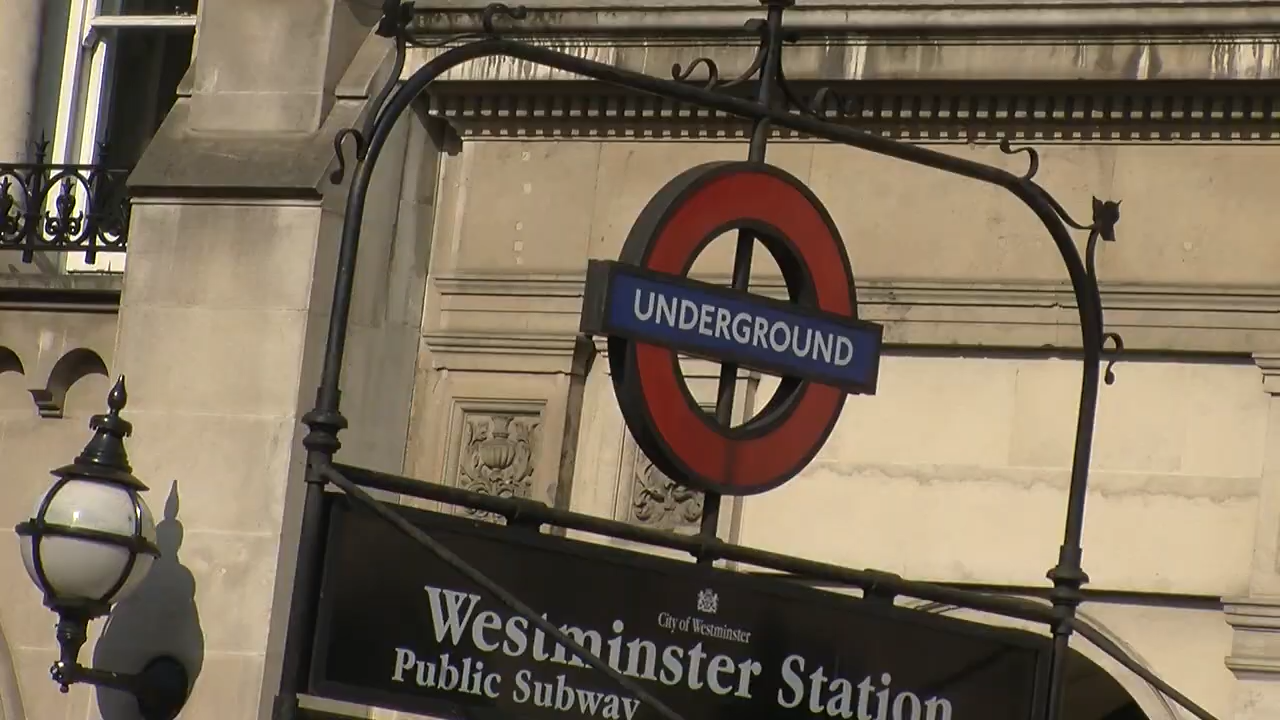 UNDERGROUND
City of Westminster
Westminster Station
Public Subway